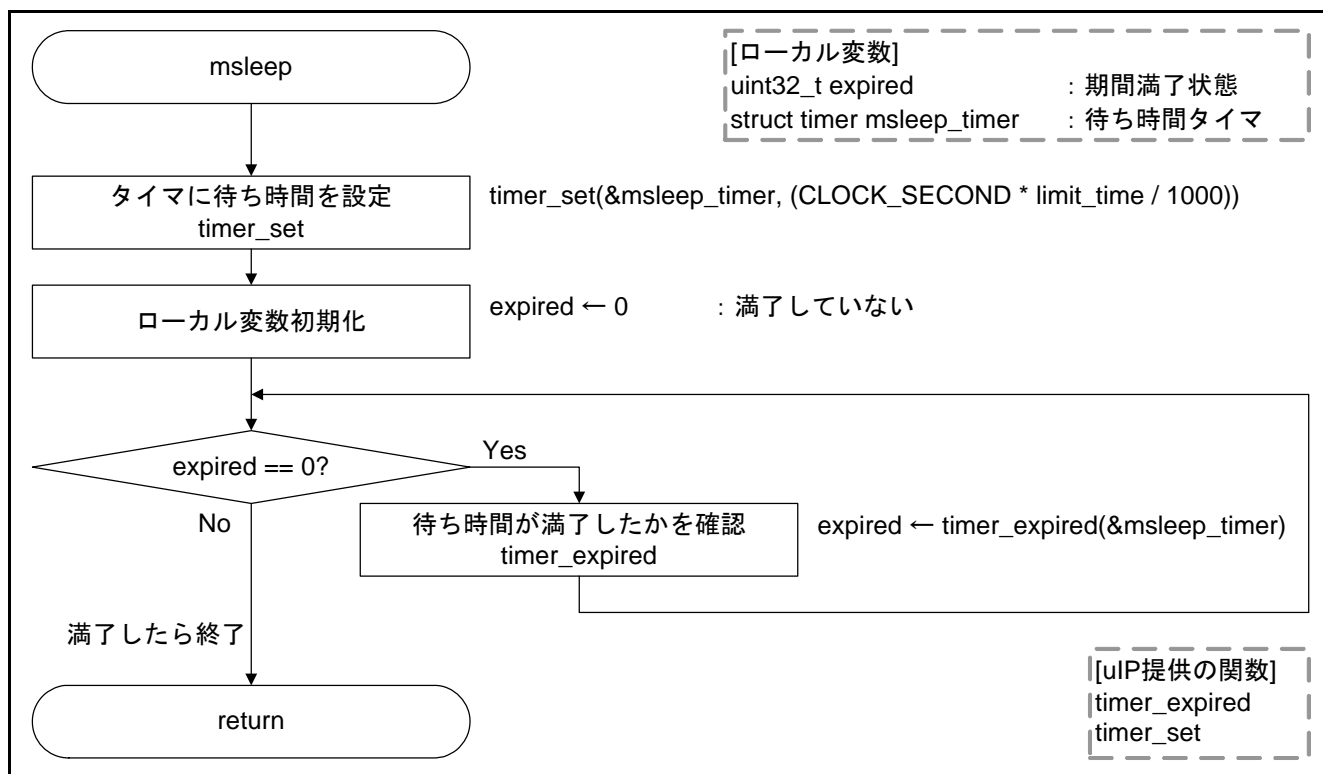 msleep
[ローカル変数]
uint32_t expired : 期間満了状態
struct timer msleep_timer : 待ち時間タイマ
タイマに待ち時間を設定
timer_set
timer_set(&msleep_timer, (CLOCK_SECOND * limit_time / 1000))
ローカル変数初期化
expired ← 0 : 満了していない
expired == 0?
Yes
No
待ち時間が満了したかを確認
timer_expired
expired ← timer_expired(&msleep_timer)
満了したら終了
return
[uIP提供の関数]
timer_expired
timer_set